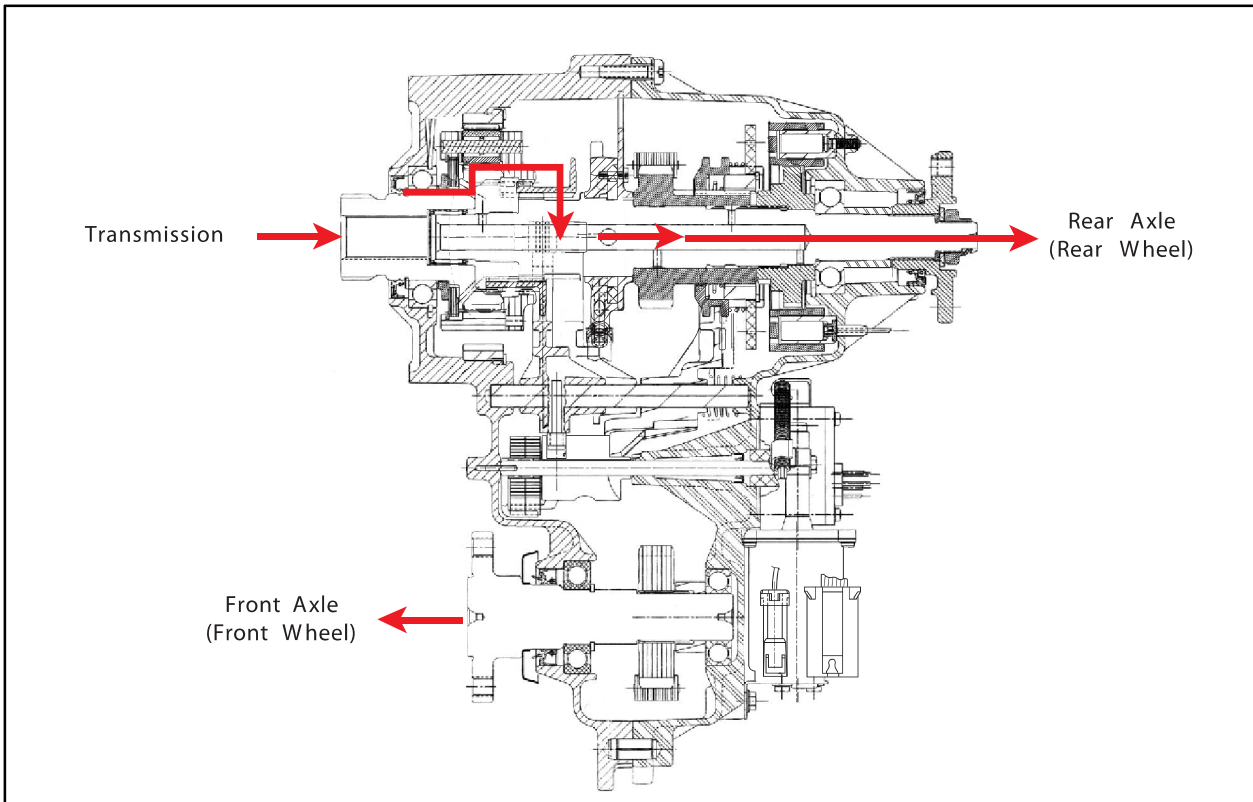 Transmission
Rear Axle
(Rear Wheel)
Front Axle
(Front Wheel)